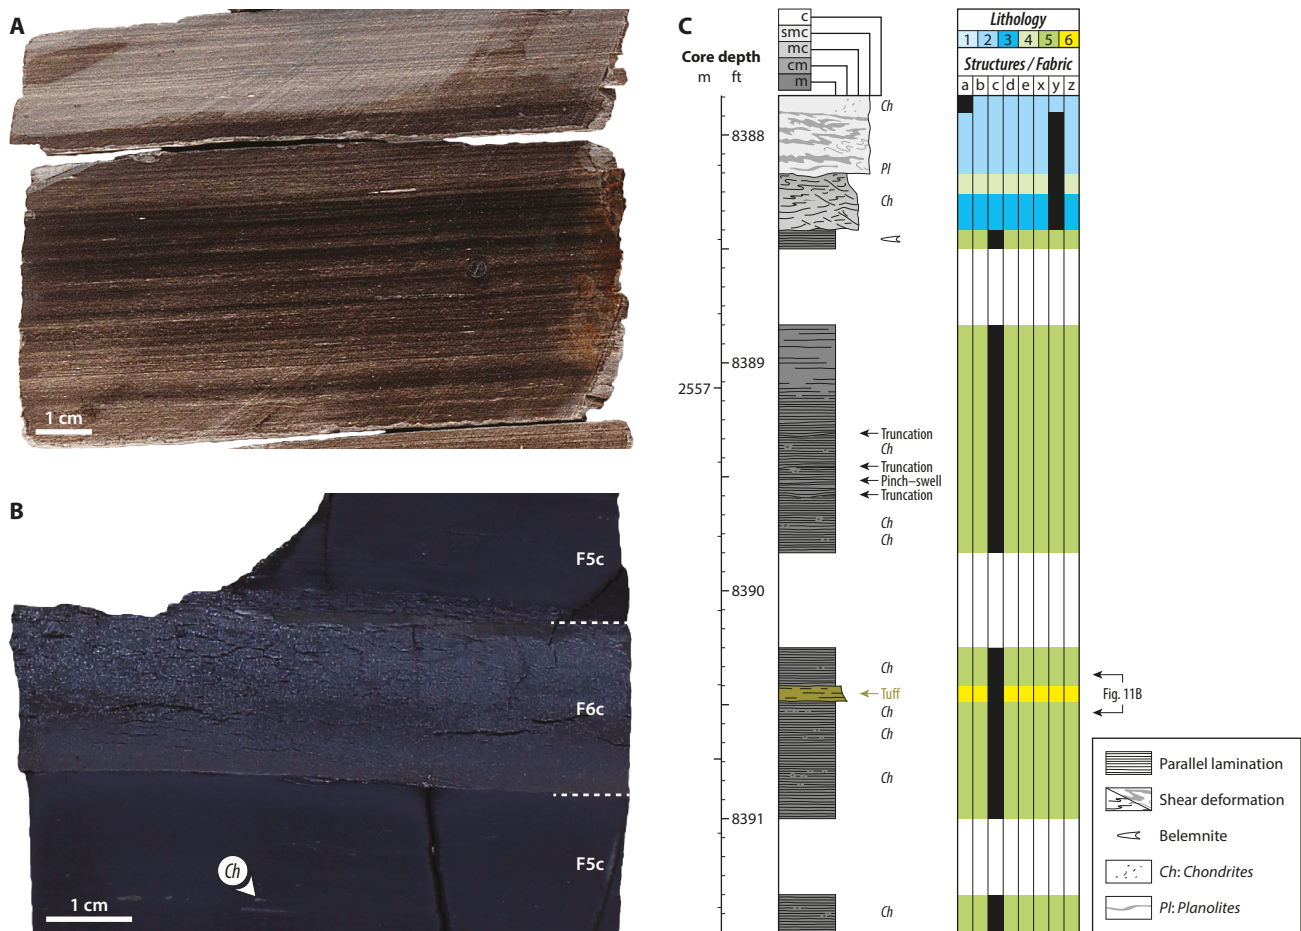 A
1 cm
B
F5c
F6c
F5c
Ch
1 cm
C
c
smc
mc
cm
m
Core depth
m ft
Lithology
1 2 3 4 5 6
Structures / Fabric
a b c d e x y z
Ch
8388
Pl
Ch
8389
2557
Truncation
Ch
Truncation
Pinch–swell
Truncation
Ch
Ch
8390
Ch
Tuff
Fig. 11B
Ch
Ch
Ch
8391
Ch
Parallel lamination
Shear deformation
Belemnite
Ch: Chondrites
Pl: Planolites